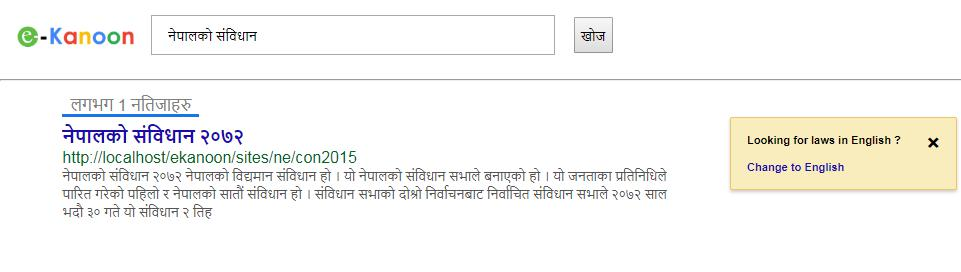 e-Kanoon
नेपालको संविधान
खोज
लगभग 1 नतिजाहरु
नेपालको संविधान २०७२
http://localhost/ekanoon/sites/ne/con2015
नेपालको संविधान २०७२ नेपालको विद्यमान संविधान हो । यो नेपालको संविधान सभाले बनाएको हो । यो जनताका प्रतिनिधिले
पारित गरेको पहिलो र नेपालको सातौं संविधान हो । संविधान सभाको दोश्रो निर्वाचनबाट निर्वाचित संविधान सभाले २०७२ साल
भदौ ३० गते यो संविधान २ तिह
Looking for laws in English ?
Change to English